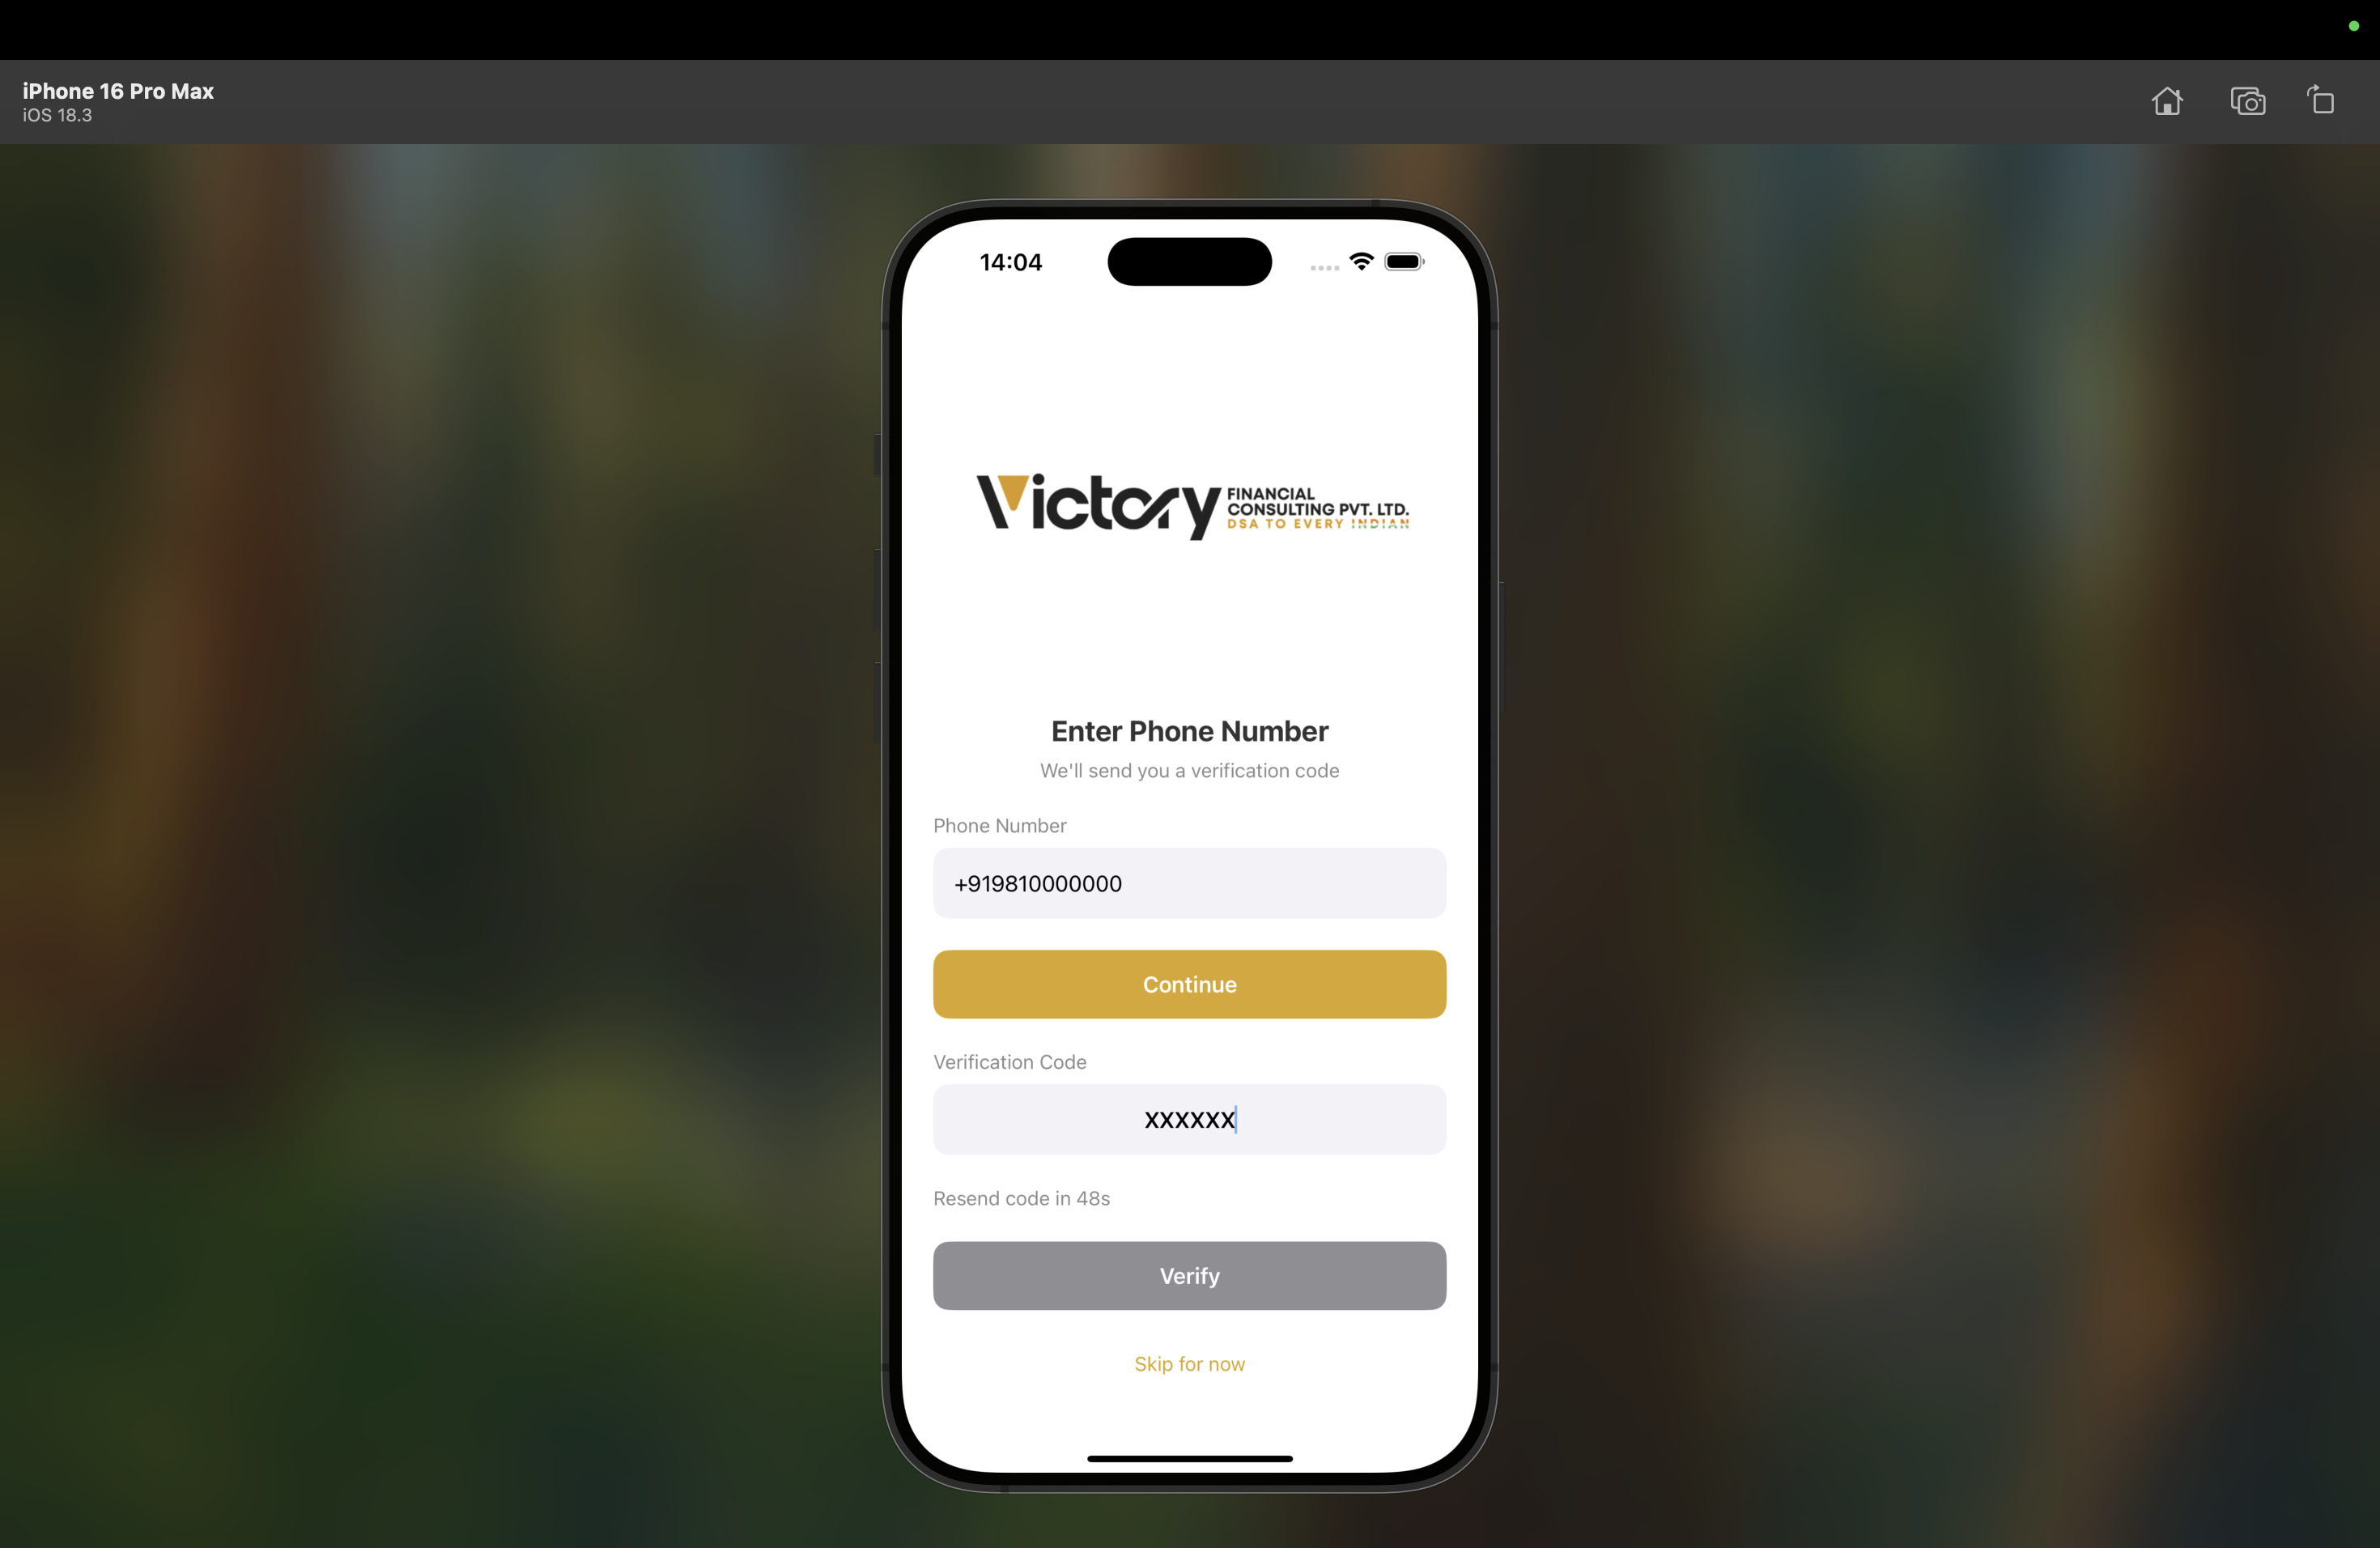 iPhone 16 Pro Max
iOS 18.3
14:04
Victory
FINANCIAL
CONSULTING PVT. LTD.
DSA TO EVERY INDIAN
Enter Phone Number
We'll send you a verification code
Phone Number
+919810000000
Continue
Verification Code
XXXXXX
Resend code in 48s
Verify
Skip for now